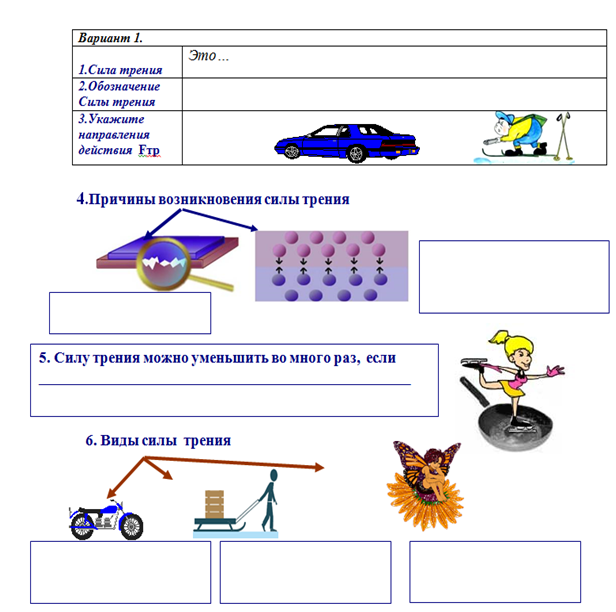 Вариант 1.
Это…
1.Сила трения
2.Обозначение
Силы трения
3.Укажите
направления
действия Fтр
4.Причины возникновения силы трения
5. Силу трения можно уменьшить во много раз, если
6. Виды силы трения